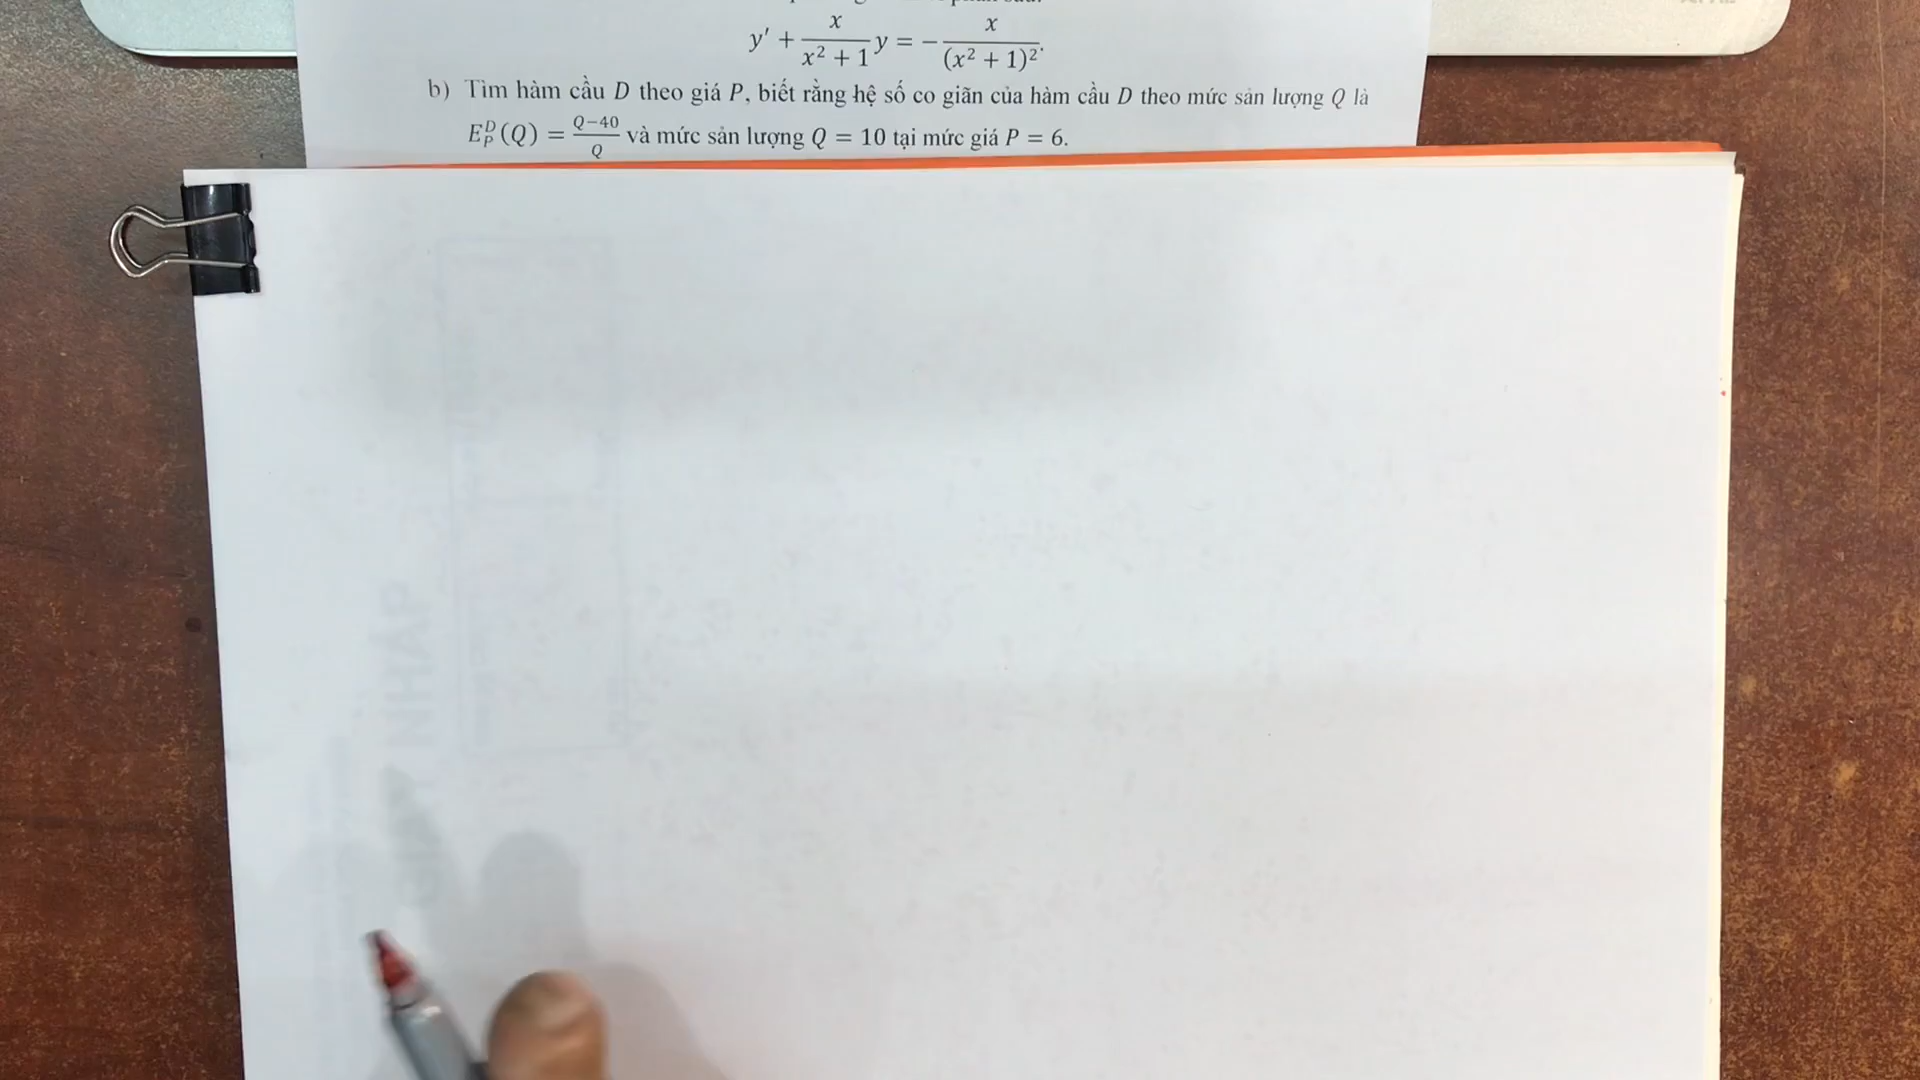 y′ + x/(x² + 1) y = − x/(x² + 1)².
b) Tìm hàm cầu D theo giá P, biết rằng hệ số co giãn của hàm cầu D theo mức sản lượng Q là
E_P^D(Q) = (Q−40)/Q và mức sản lượng Q = 10 tại mức giá P = 6.
NHÁP